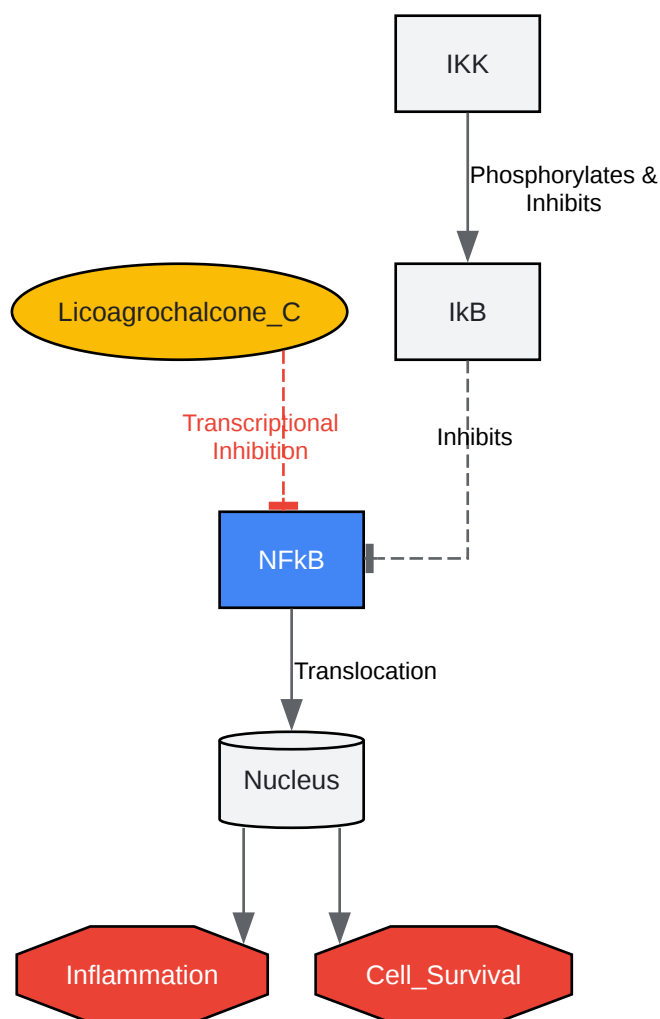 IKK
Phosphorylates &
Inhibits
Licoagrochalcone_C
IkB
Transcriptional
Inhibition
Inhibits
NFkB
Translocation
Nucleus
Inflammation
Cell_Survival